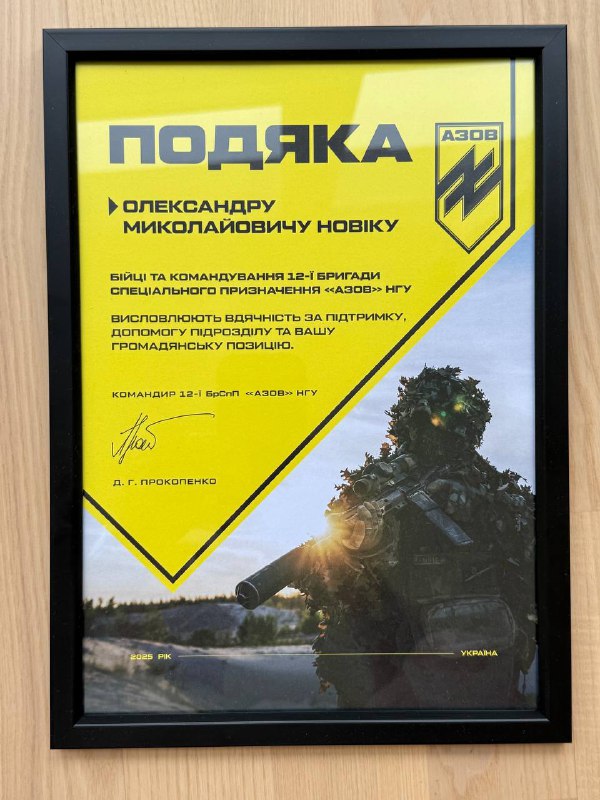 ПОДЯКА
АЗОВ
ОЛЕКСАНДРУ
МИКОЛАЙОВИЧУ НОВІКУ
БІЙЦІ ТА КОМАНДУВАННЯ 12-Ї БРИГАДИ
СПЕЦІАЛЬНОГО ПРИЗНАЧЕННЯ «АЗОВ» НГУ
ВИСЛОВЛЮЮТЬ ВДЯЧНІСТЬ ЗА ПІДТРИМКУ,
ДОПОМОГУ ПІДРОЗДІЛУ ТА ВАШУ
ГРОМАДЯНСЬКУ ПОЗИЦІЮ.
КОМАНДИР 12-Ї БрСпП «АЗОВ» НГУ
Д. Г. ПРОКОПЕНКО
2025 РІК
УКРАЇНА